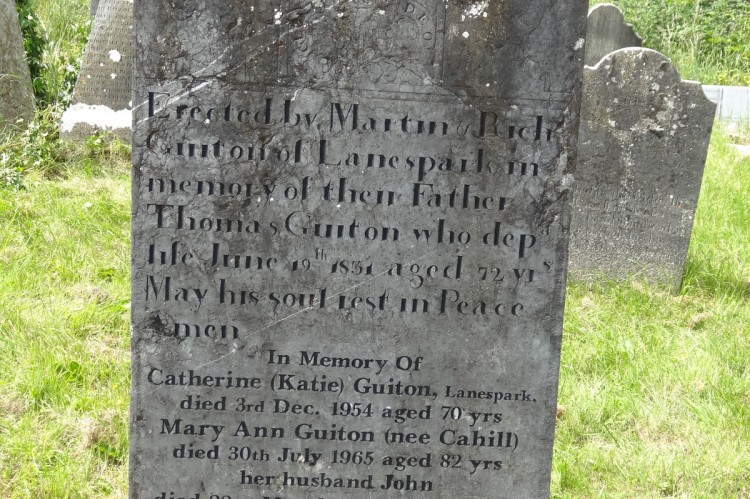 Erected by Martin & Richd
Guiton of Lanespark in
memory of their Father
Thomas Guiton who depd
life June 19th 1831 aged 72 yrs
May his soul rest in Peace
Amen
In Memory Of
Catherine (Katie) Guiton, Lanespark,
died 3rd Dec. 1954 aged 70 yrs
Mary Ann Guiton (nee Cahill)
died 30th July 1965 aged 82 yrs
her husband John
died